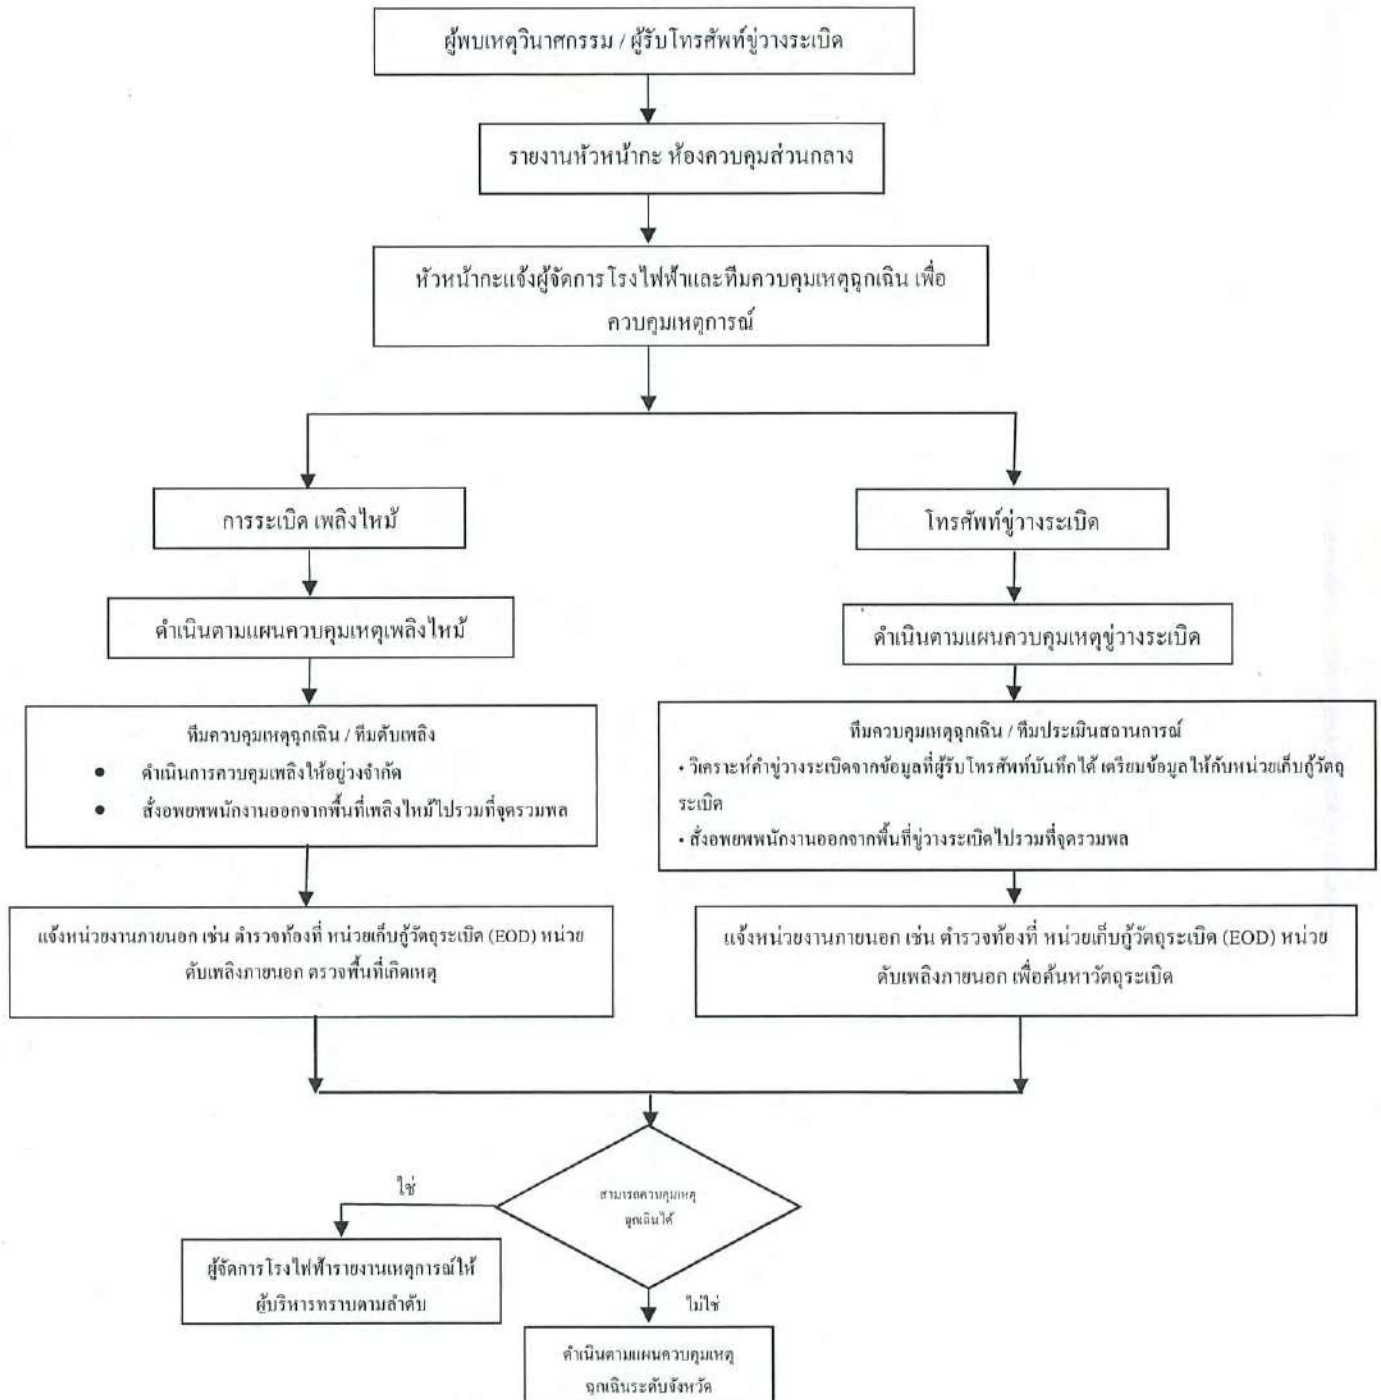 ผู้พบเหตุวินาศกรรม / ผู้รับโทรศัพท์ขู่วางระเบิด
รายงานหัวหน้ากะ ห้องควบคุมส่วนกลาง
หัวหน้ากะแจ้งผู้จัดการโรงไฟฟ้าและทีมควบคุมเหตุฉุกเฉิน เพื่อ
ควบคุมเหตุการณ์
การระเบิด เพลิงไหม้
ดำเนินตามแผนควบคุมเหตุเพลิงไหม้
ทีมควบคุมเหตุฉุกเฉิน / ทีมดับเพลิง
● ดำเนินการควบคุมเพลิงให้อยู่วงจำกัด
● สั่งอพยพพนักงานออกจากพื้นที่เพลิงไหม้ไปรวมที่จุดรวมพล
แจ้งหน่วยงานภายนอก เช่น ตำรวจท้องที่ หน่วยเก็บกู้วัตถุระเบิด (EOD) หน่วย
ดับเพลิงภายนอก ตรวจพื้นที่เกิดเหตุ
โทรศัพท์ขู่วางระเบิด
ดำเนินตามแผนควบคุมเหตุขู่วางระเบิด
ทีมควบคุมเหตุฉุกเฉิน / ทีมประเมินสถานการณ์
• วิเคราะห์คำขู่วางระเบิดจากข้อมูลที่ผู้รับโทรศัพท์บันทึกได้ เตรียมข้อมูลให้กับหน่วยเก็บกู้วัตถุ
ระเบิด
• สั่งอพยพพนักงานออกจากพื้นที่ขู่วางระเบิดไปรวมที่จุดรวมพล
แจ้งหน่วยงานภายนอก เช่น ตำรวจท้องที่ หน่วยเก็บกู้วัตถุระเบิด (EOD) หน่วย
ดับเพลิงภายนอก เพื่อค้นหาวัตถุระเบิด
สามารถควบคุมเหตุ
ฉุกเฉินได้
ใช่
ผู้จัดการโรงไฟฟ้ารายงานเหตุการณ์ให้
ผู้บริหารทราบตามลำดับ
ไม่ใช่
ดำเนินตามแผนควบคุมเหตุ
ฉุกเฉินระดับจังหวัด